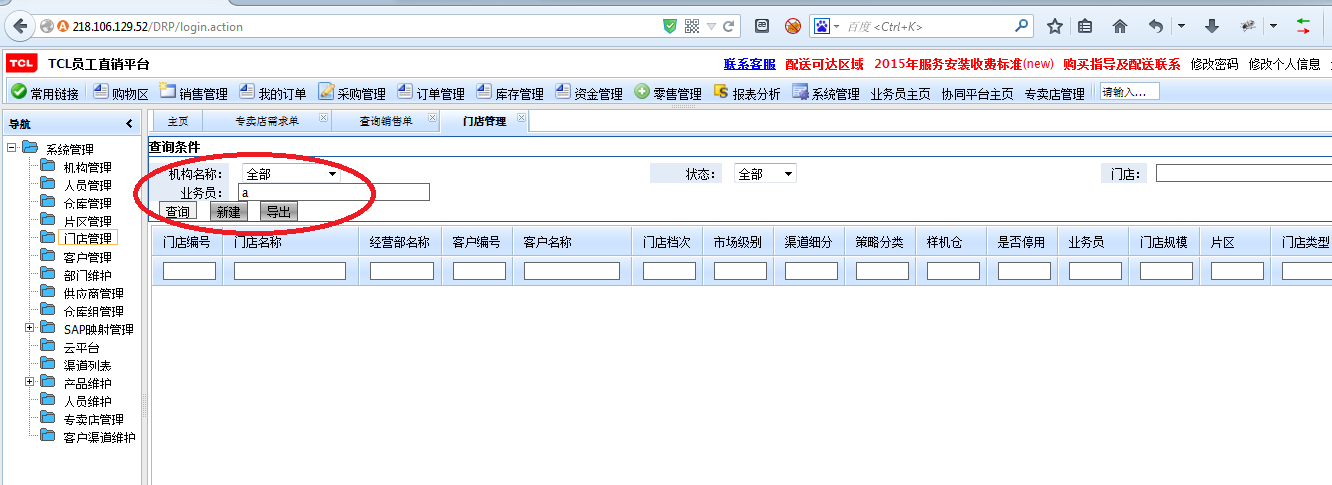 218.106.129.52/DRP/login.action 百度 <Ctrl+K>
TCL TCL员工直销平台 联系客服 配送可达区域 2015年服务安装收费标准(new) 购买指导及配送联系 修改密码 修改个人信息
常用链接 购物区 销售管理 我的订单 采购管理 订单管理 库存管理 资金管理 零售管理 报表分析 系统管理 业务员主页 协同平台主页 专卖店管理 请输入...
导航 主页 专卖店需求单 查询销售单 门店管理
查询条件
机构名称： 全部 状态： 全部 门店：
业务员： a
查询 新建 导出
门店编号 门店名称 经营部名称 客户编号 客户名称 门店档次 市场级别 渠道细分 策略分类 样机仓 是否停用 业务员 门店规模 片区 门店类型
系统管理
机构管理
人员管理
仓库管理
片区管理
门店管理
客户管理
部门维护
供应商管理
仓库组管理
SAP映射管理
云平台
渠道列表
产品维护
人员维护
专卖店管理
客户渠道维护